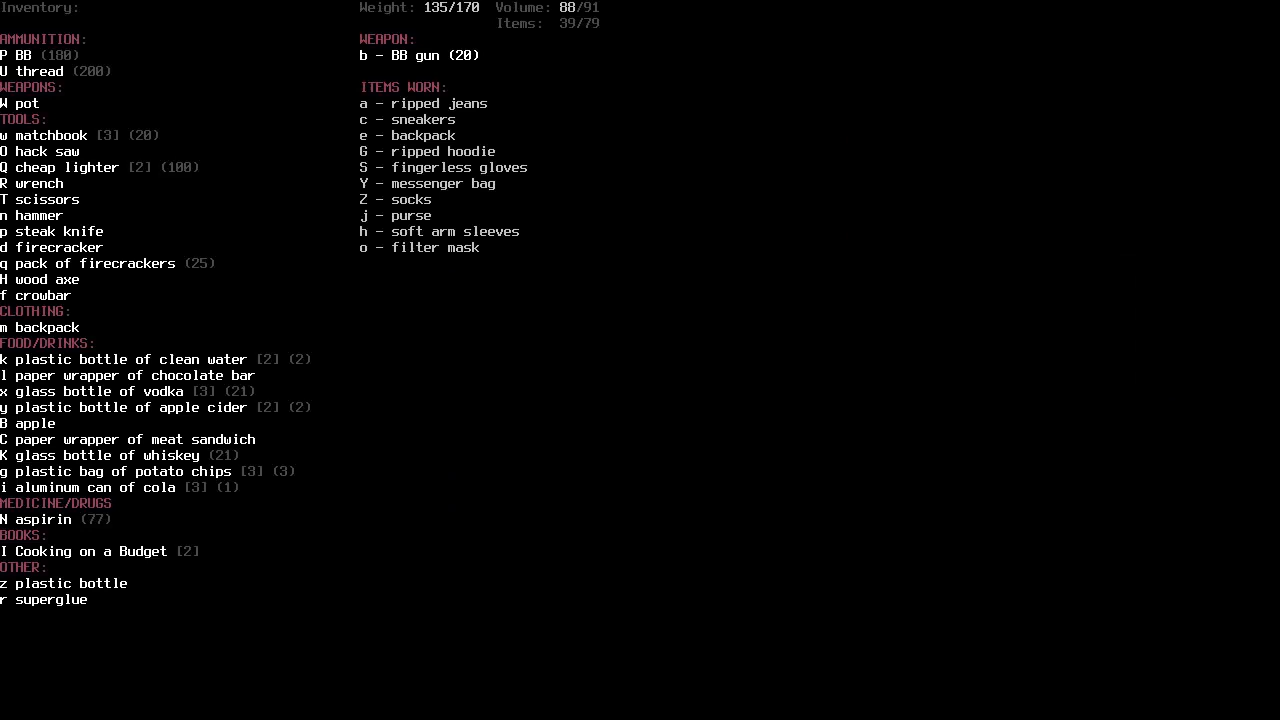 Inventory: Weight: 135/170 Volume: 88/91
Items: 39/79
AMMUNITION:
P BB (180)
U thread (200)
WEAPONS:
W pot
TOOLS:
w matchbook [3] (20)
O hack saw
Q cheap lighter [2] (100)
R wrench
T scissors
n hammer
p steak knife
d firecracker
q pack of firecrackers (25)
H wood axe
f crowbar
CLOTHING:
m backpack
FOOD/DRINKS:
k plastic bottle of clean water [2] (2)
l paper wrapper of chocolate bar
x glass bottle of vodka [3] (21)
y plastic bottle of apple cider [2] (2)
B apple
C paper wrapper of meat sandwich
K glass bottle of whiskey (21)
g plastic bag of potato chips [3] (3)
i aluminum can of cola [3] (1)
MEDICINE/DRUGS
N aspirin (77)
BOOKS:
I Cooking on a Budget [2]
OTHER:
z plastic bottle
r superglue
WEAPON:
b - BB gun (20)
ITEMS WORN:
a - ripped jeans
c - sneakers
e - backpack
G - ripped hoodie
S - fingerless gloves
Y - messenger bag
Z - socks
j - purse
h - soft arm sleeves
o - filter mask